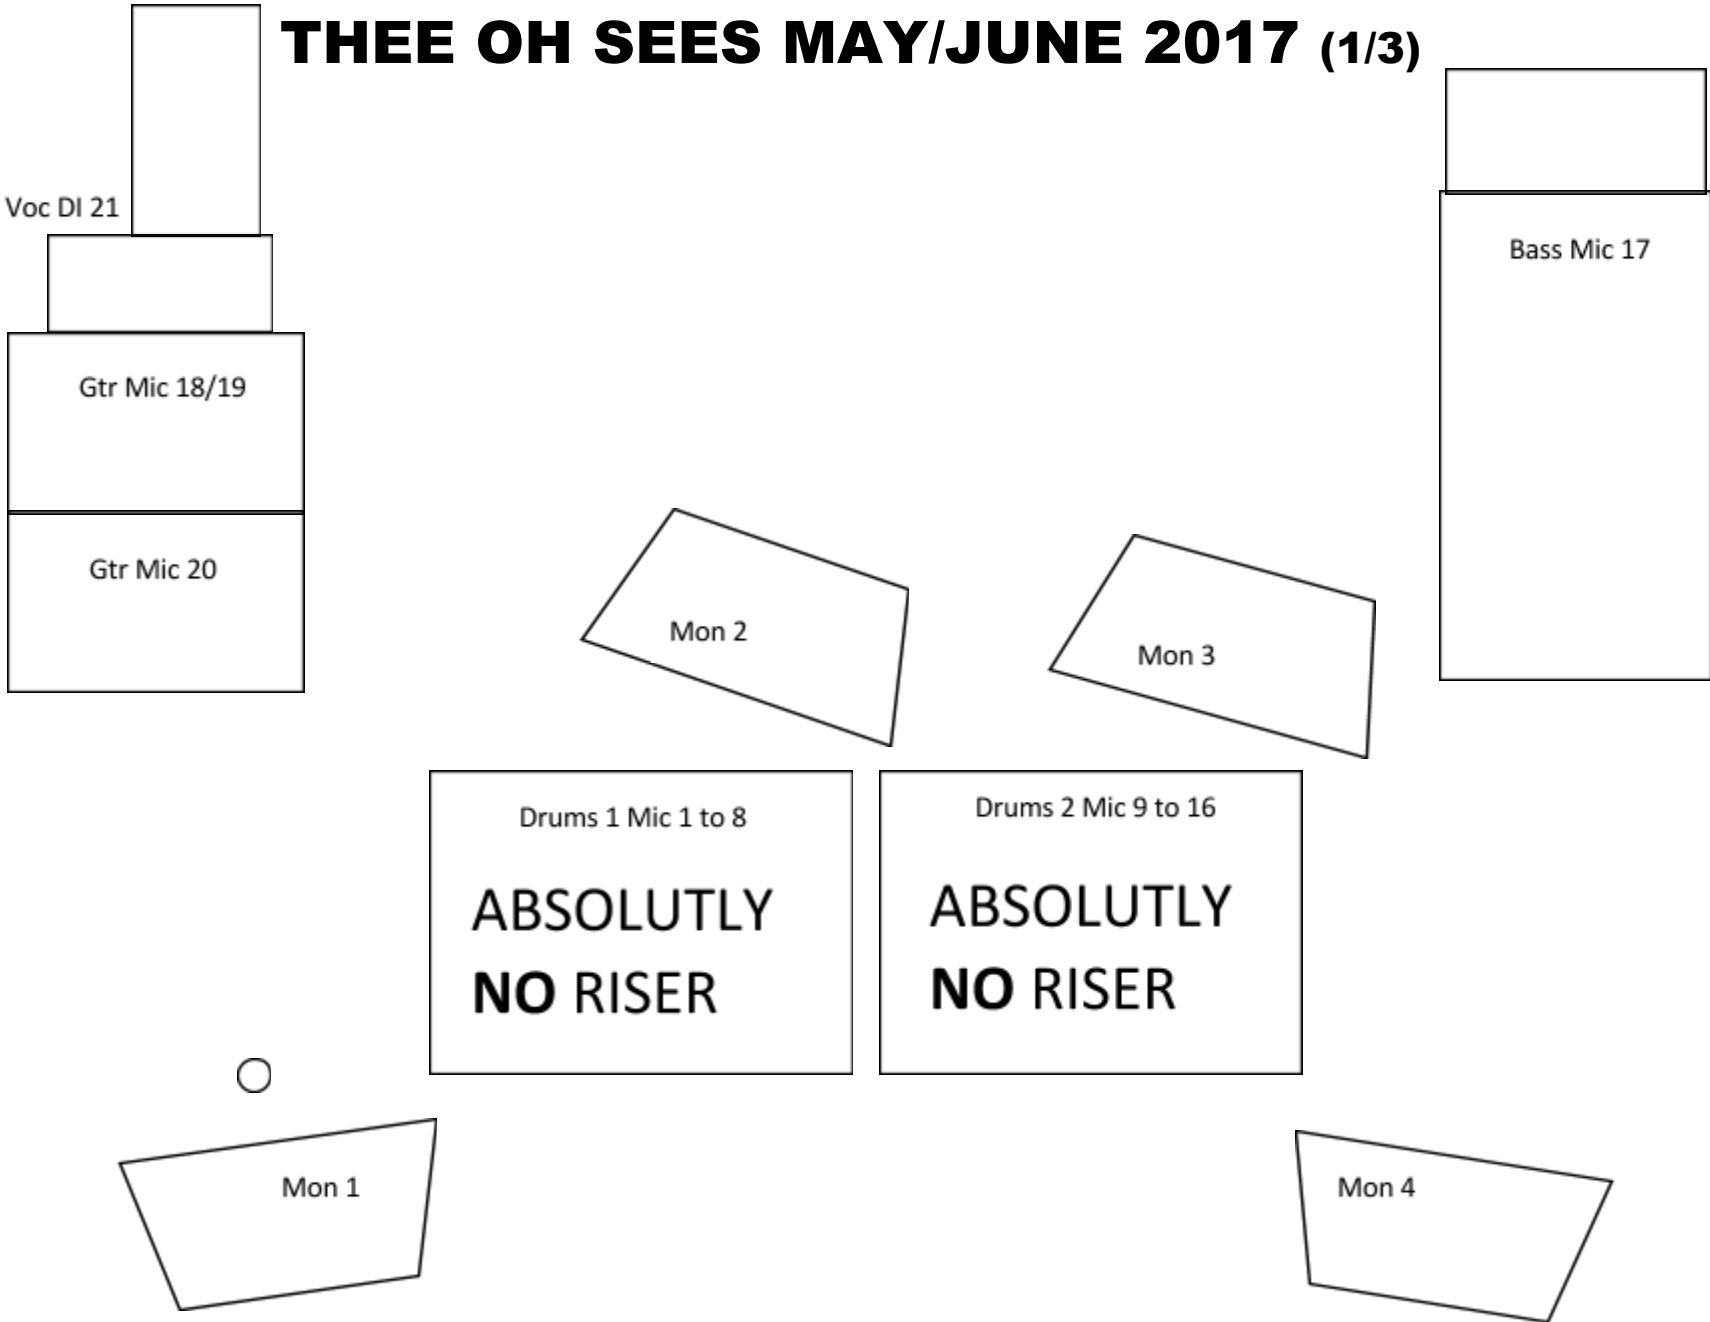 THEE OH SEES MAY/JUNE 2017 (1/3)
Voc DI 21
Bass Mic 17
Gtr Mic 18/19
Gtr Mic 20
Mon 2
Mon 3
Drums 1 Mic 1 to 8
ABSOLUTLY
NO RISER
Drums 2 Mic 9 to 16
ABSOLUTLY
NO RISER
Mon 1
Mon 4